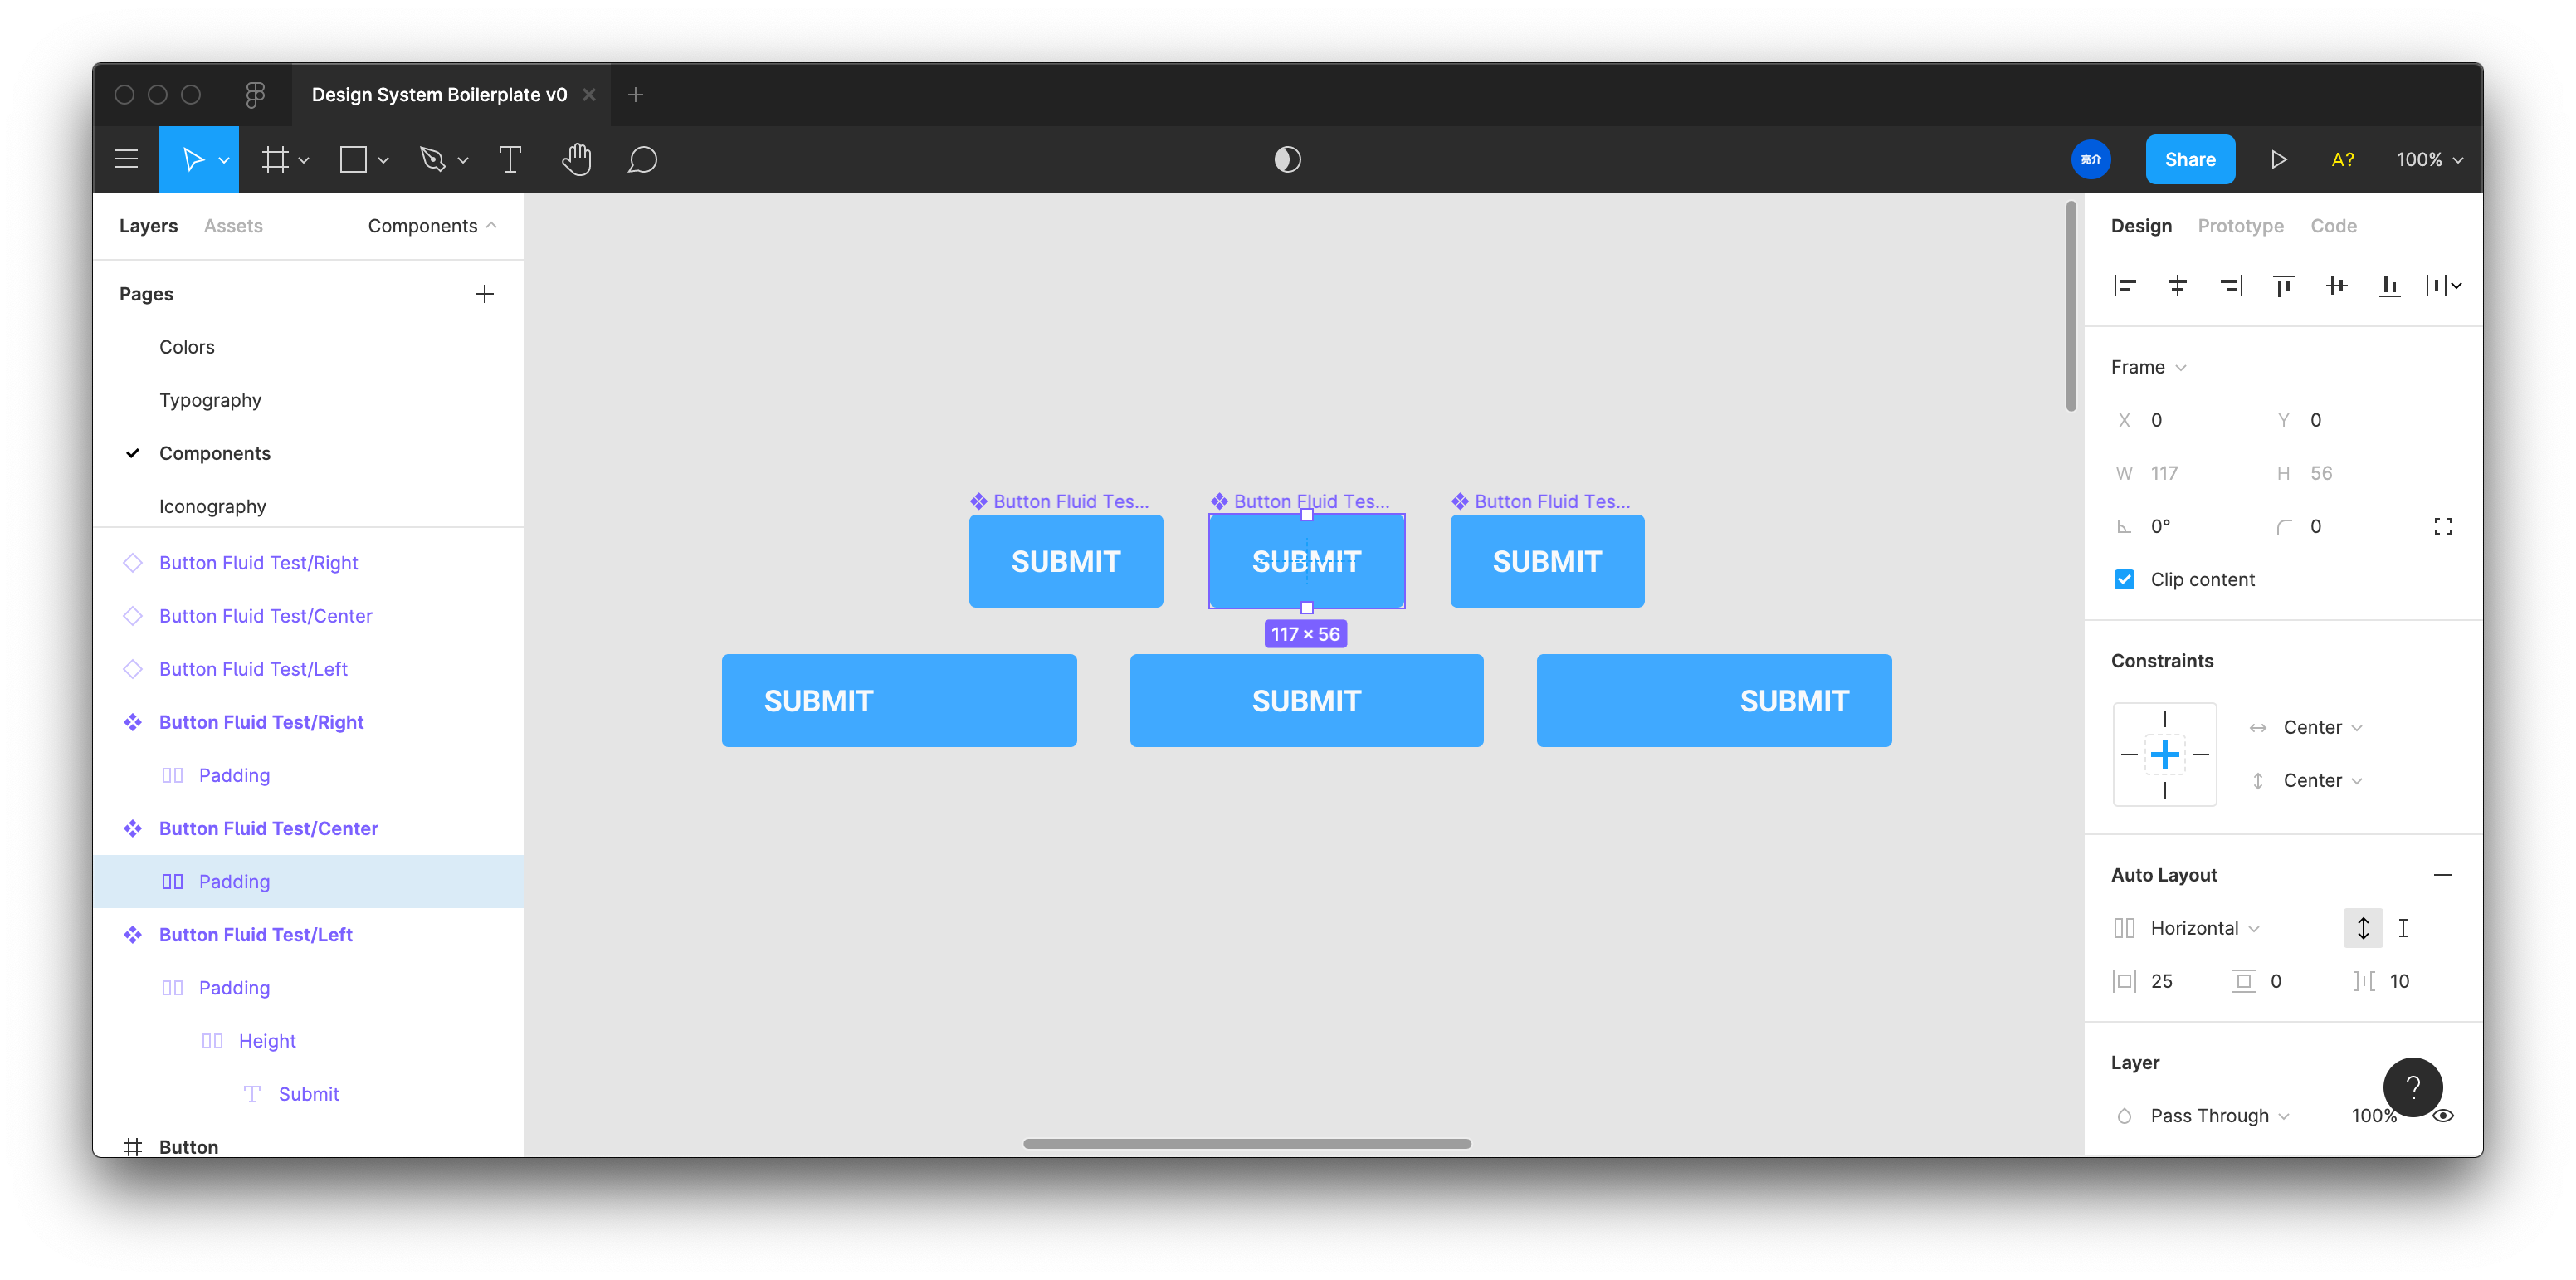 Design System Boilerplate v0
亮介
Share
A?
100%
Layers
Assets
Components
Pages
Colors
Typography
Components
Iconography
Button Fluid Test/Right
Button Fluid Test/Center
Button Fluid Test/Left
Button Fluid Test/Right
Padding
Button Fluid Test/Center
Padding
Button Fluid Test/Left
Padding
Height
Submit
Button
Button Fluid Tes...
Button Fluid Tes...
Button Fluid Tes...
SUBMIT
SUBMIT
SUBMIT
117 × 56
SUBMIT
SUBMIT
SUBMIT
Design
Prototype
Code
Frame
X 0
Y 0
W 117
H 56
0°
0
Clip content
Constraints
Center
Center
Auto Layout
Horizontal
25
0
10
Layer
Pass Through
100%
?